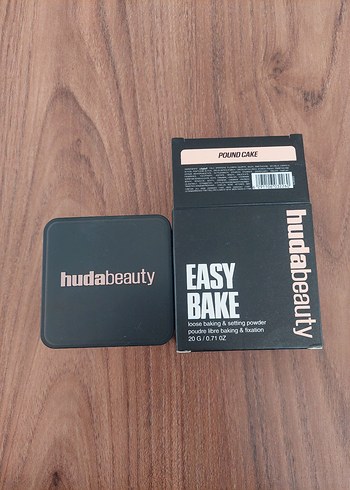 POUND CAKE
hudabeauty
hudabeauty
EASY
BAKE
loose baking & setting powder
poudre libre baking & fixation
20 G / 0.71 OZ